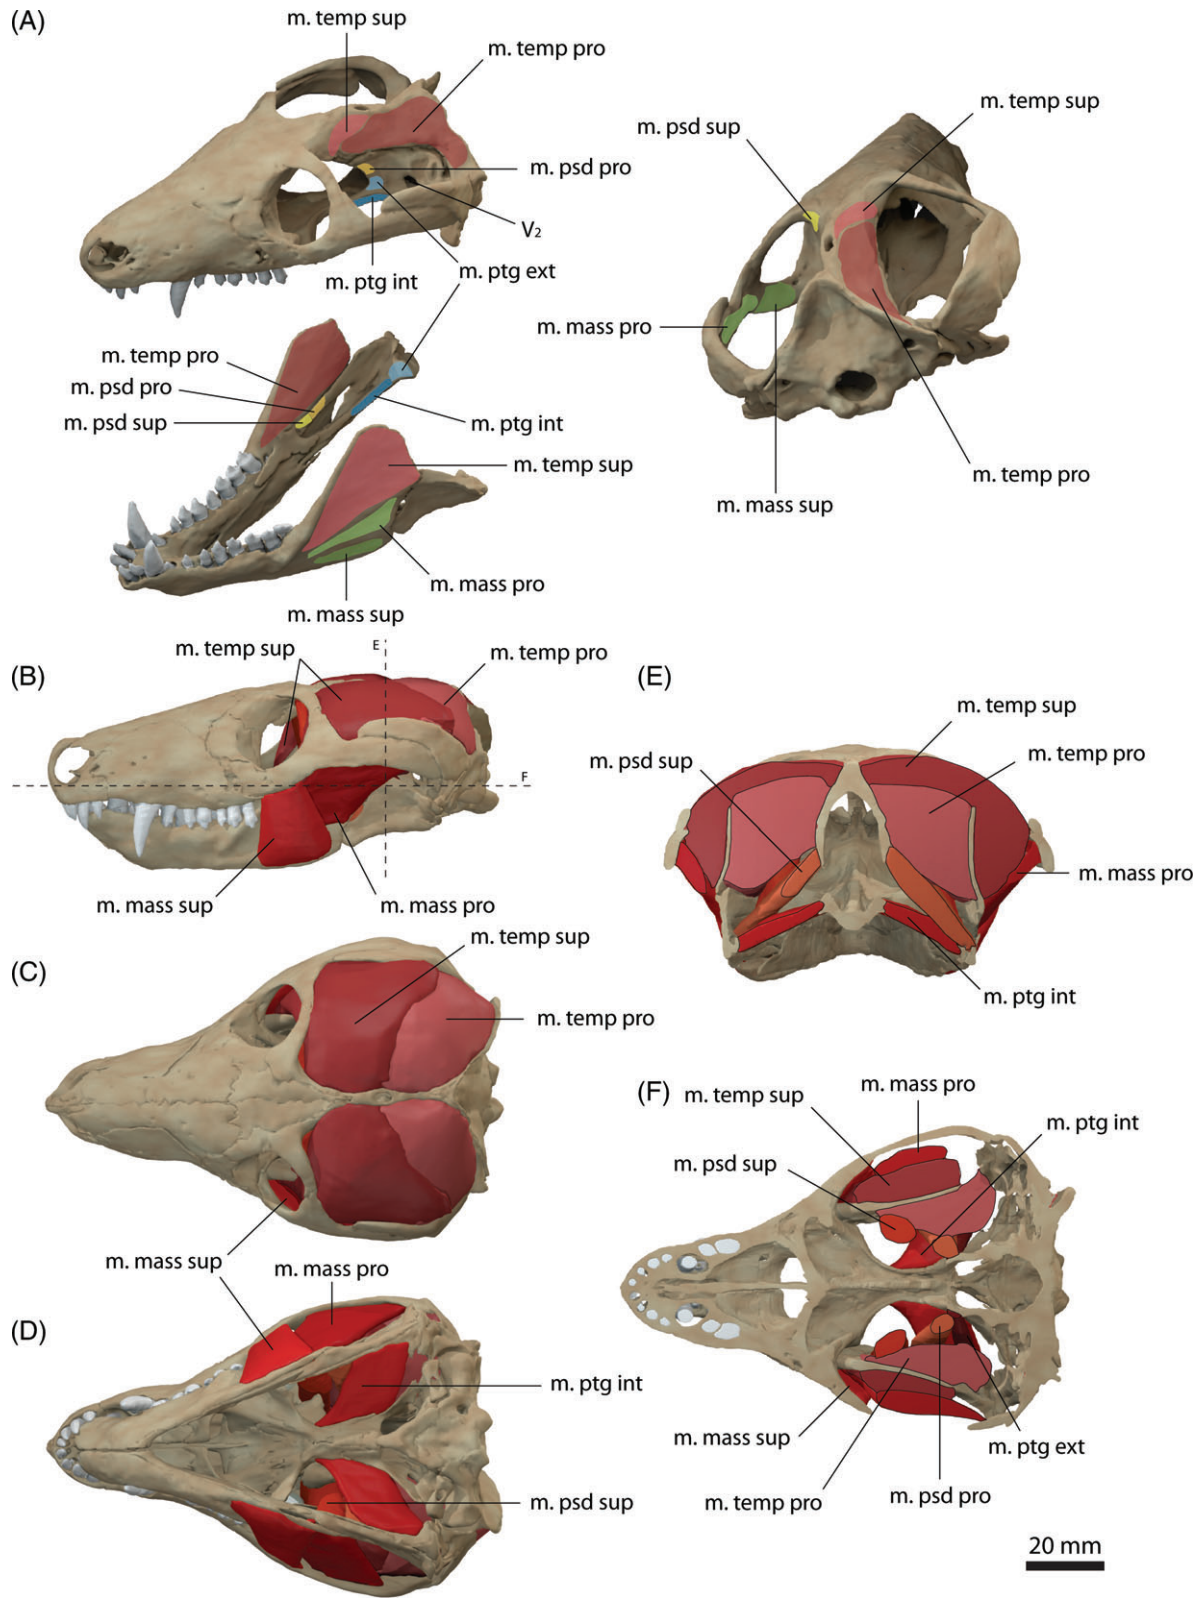 (A)
m. temp sup
m. temp pro
m. psd pro
V2
m. ptg int
m. ptg ext
m. temp pro
m. psd pro
m. psd sup
m. ptg int
m. temp sup
m. mass pro
m. mass sup
m. temp sup
m. psd sup
m. mass pro
m. mass sup
m. temp pro
(B)
m. temp sup
E
m. temp pro
F
m. mass sup
m. mass pro
(C)
m. temp sup
m. temp pro
m. mass sup
(D)
m. mass pro
m. ptg int
m. psd sup
(E)
m. temp sup
m. psd sup
m. temp pro
m. mass pro
m. ptg int
(F)
m. mass pro
m. temp sup
m. ptg int
m. psd sup
m. mass sup
m. ptg ext
m. temp pro
m. psd pro
20 mm